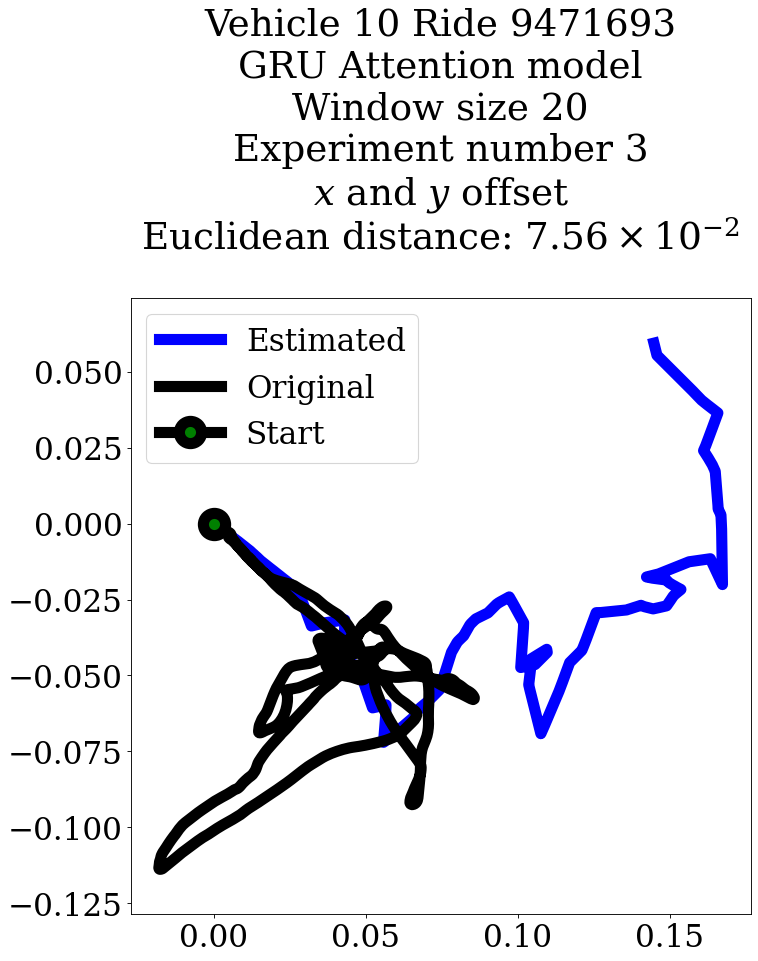 Vehicle 10 Ride 9471693
GRU Attention model
Window size 20
Experiment number 3
x and y offset
Euclidean distance: 7.56 × 10⁻²
Estimated
Original
Start
0.050
0.025
0.000
−0.025
−0.050
−0.075
−0.100
−0.125
0.00 0.05 0.10 0.15